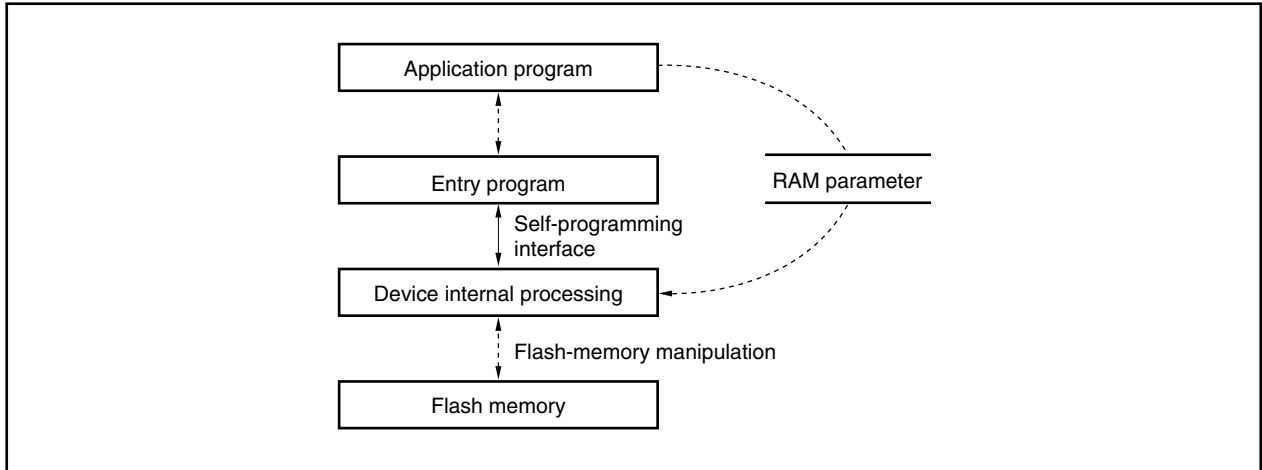 Application program
Entry program
RAM parameter
Self-programming
interface
Device internal processing
Flash-memory manipulation
Flash memory